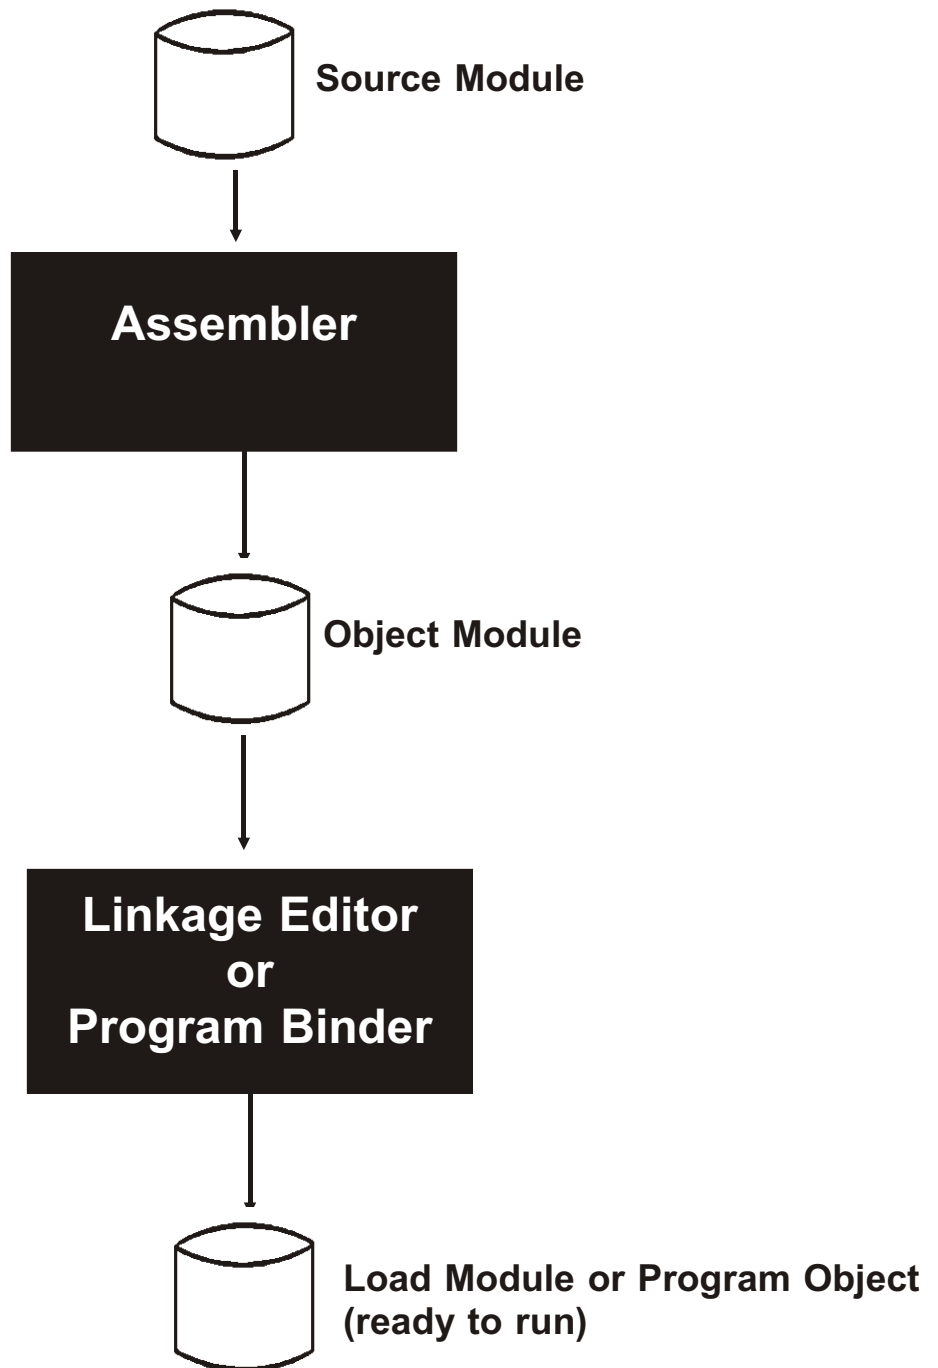 Source Module
Assembler
Object Module
Linkage Editor
or
Program Binder
Load Module or Program Object
(ready to run)